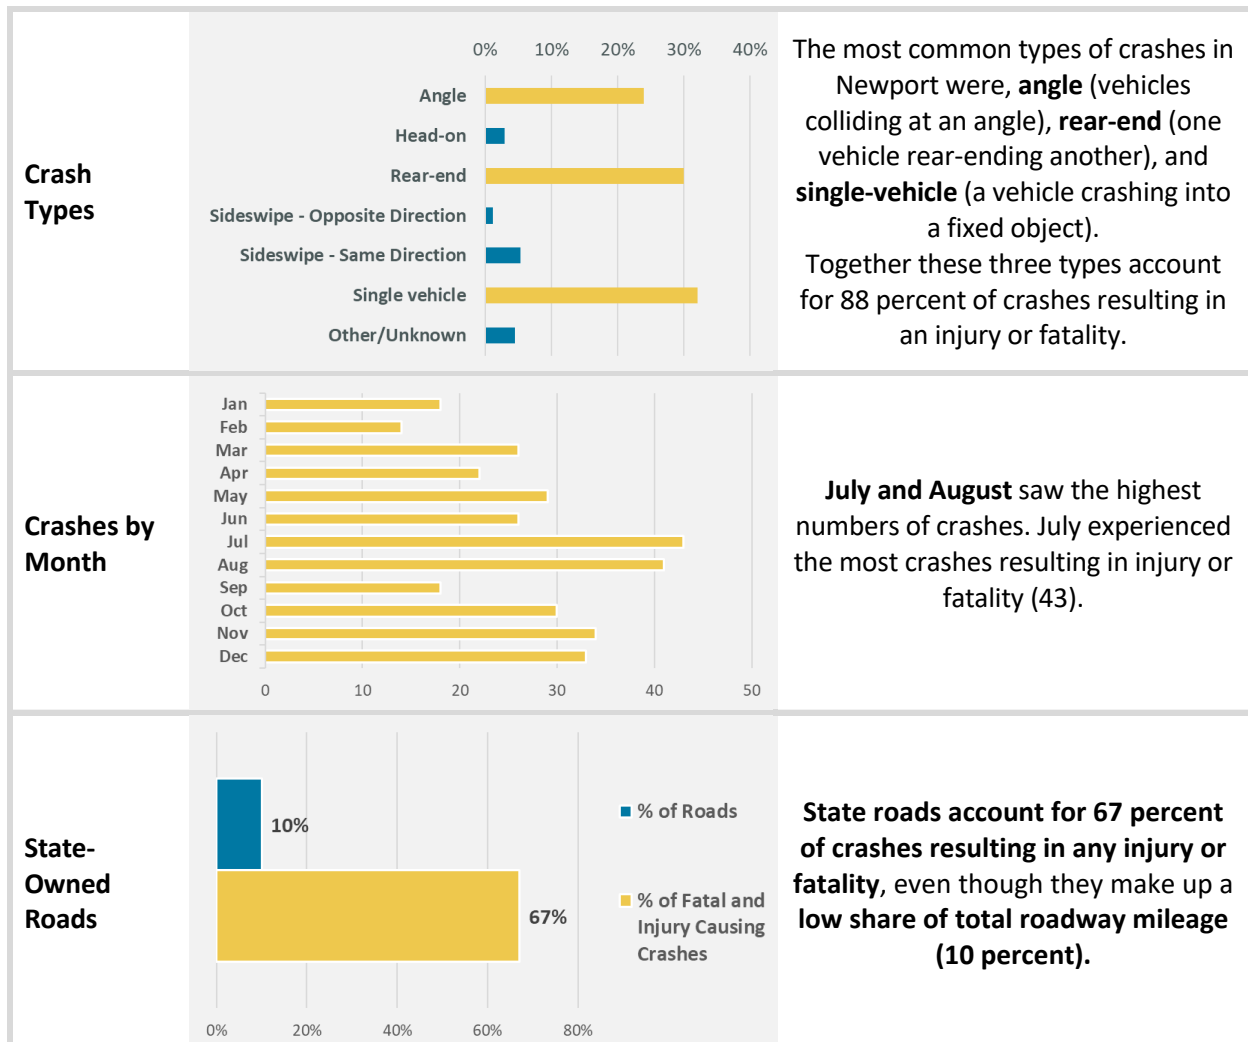 Crash
Types
0% 10% 20% 30% 40%
Angle
Head-on
Rear-end
Sideswipe - Opposite Direction
Sideswipe - Same Direction
Single vehicle
Other/Unknown
The most common types of crashes in
Newport were, angle (vehicles
colliding at an angle), rear-end (one
vehicle rear-ending another), and
single-vehicle (a vehicle crashing into
a fixed object).
Together these three types account
for 88 percent of crashes resulting in
an injury or fatality.
Crashes by
Month
Jan
Feb
Mar
Apr
May
Jun
Jul
Aug
Sep
Oct
Nov
Dec
0 10 20 30 40 50
July and August saw the highest
numbers of crashes. July experienced
the most crashes resulting in injury or
fatality (43).
State-
Owned
Roads
10%
67%
% of Roads
% of Fatal and
Injury Causing
Crashes
0% 20% 40% 60% 80%
State roads account for 67 percent
of crashes resulting in any injury or
fatality, even though they make up a
low share of total roadway mileage
(10 percent).